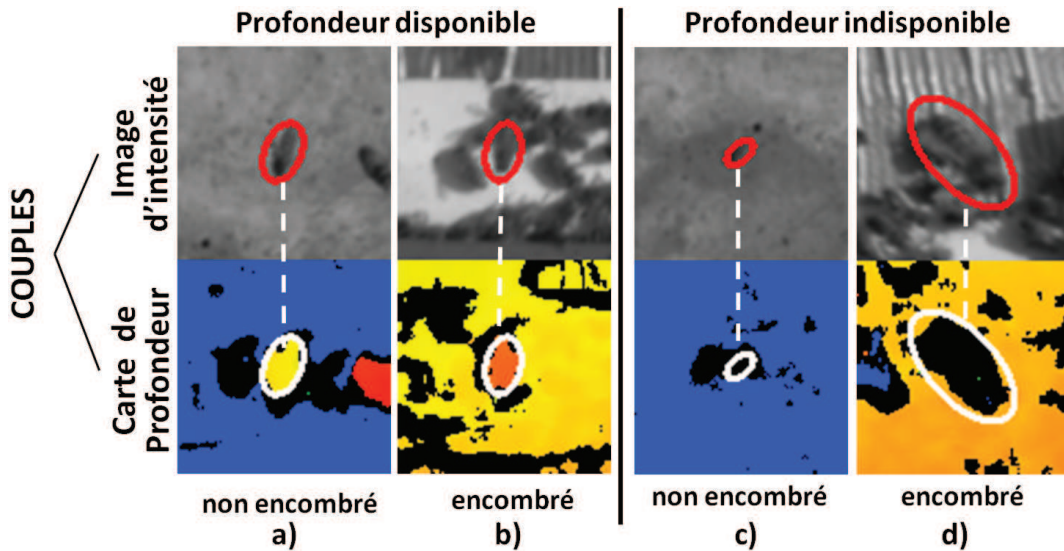 Profondeur disponible
Profondeur indisponible
COUPLES
Image
d'intensité
Carte de
Profondeur
non encombré
encombré
non encombré
encombré
a)
b)
c)
d)